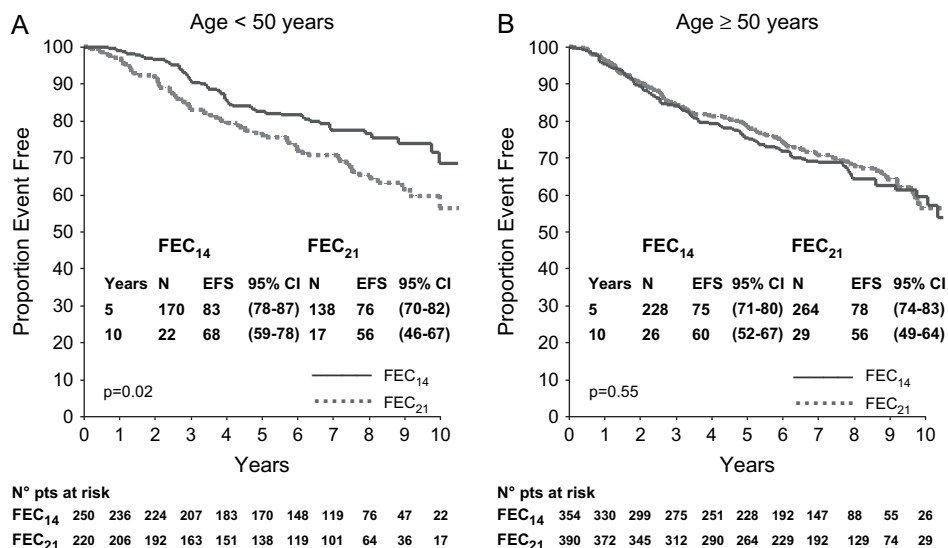 A
Age < 50 years
Proportion Event Free
100
90
80
70
60
50
40
30
20
10
0
FEC14 FEC21
Years N EFS 95% CI N EFS 95% CI
5 170 83 (78-87) 138 76 (70-82)
10 22 68 (59-78) 17 56 (46-67)
p=0.02
FEC14
FEC21
0 1 2 3 4 5 6 7 8 9 10
Years
N° pts at risk
FEC14 250 236 224 207 183 170 148 119 76 47 22
FEC21 220 206 192 163 151 138 119 101 64 36 17
B
Age ≥ 50 years
Proportion Event Free
100
90
80
70
60
50
40
30
20
10
0
FEC14 FEC21
Years N EFS 95% CI N EFS 95% CI
5 228 75 (71-80) 264 78 (74-83)
10 26 60 (52-67) 29 56 (49-64)
p=0.55
FEC14
FEC21
0 1 2 3 4 5 6 7 8 9 10
Years
N° pts at risk
FEC14 354 330 299 275 251 228 192 147 88 55 26
FEC21 390 372 345 312 290 264 229 192 129 74 29